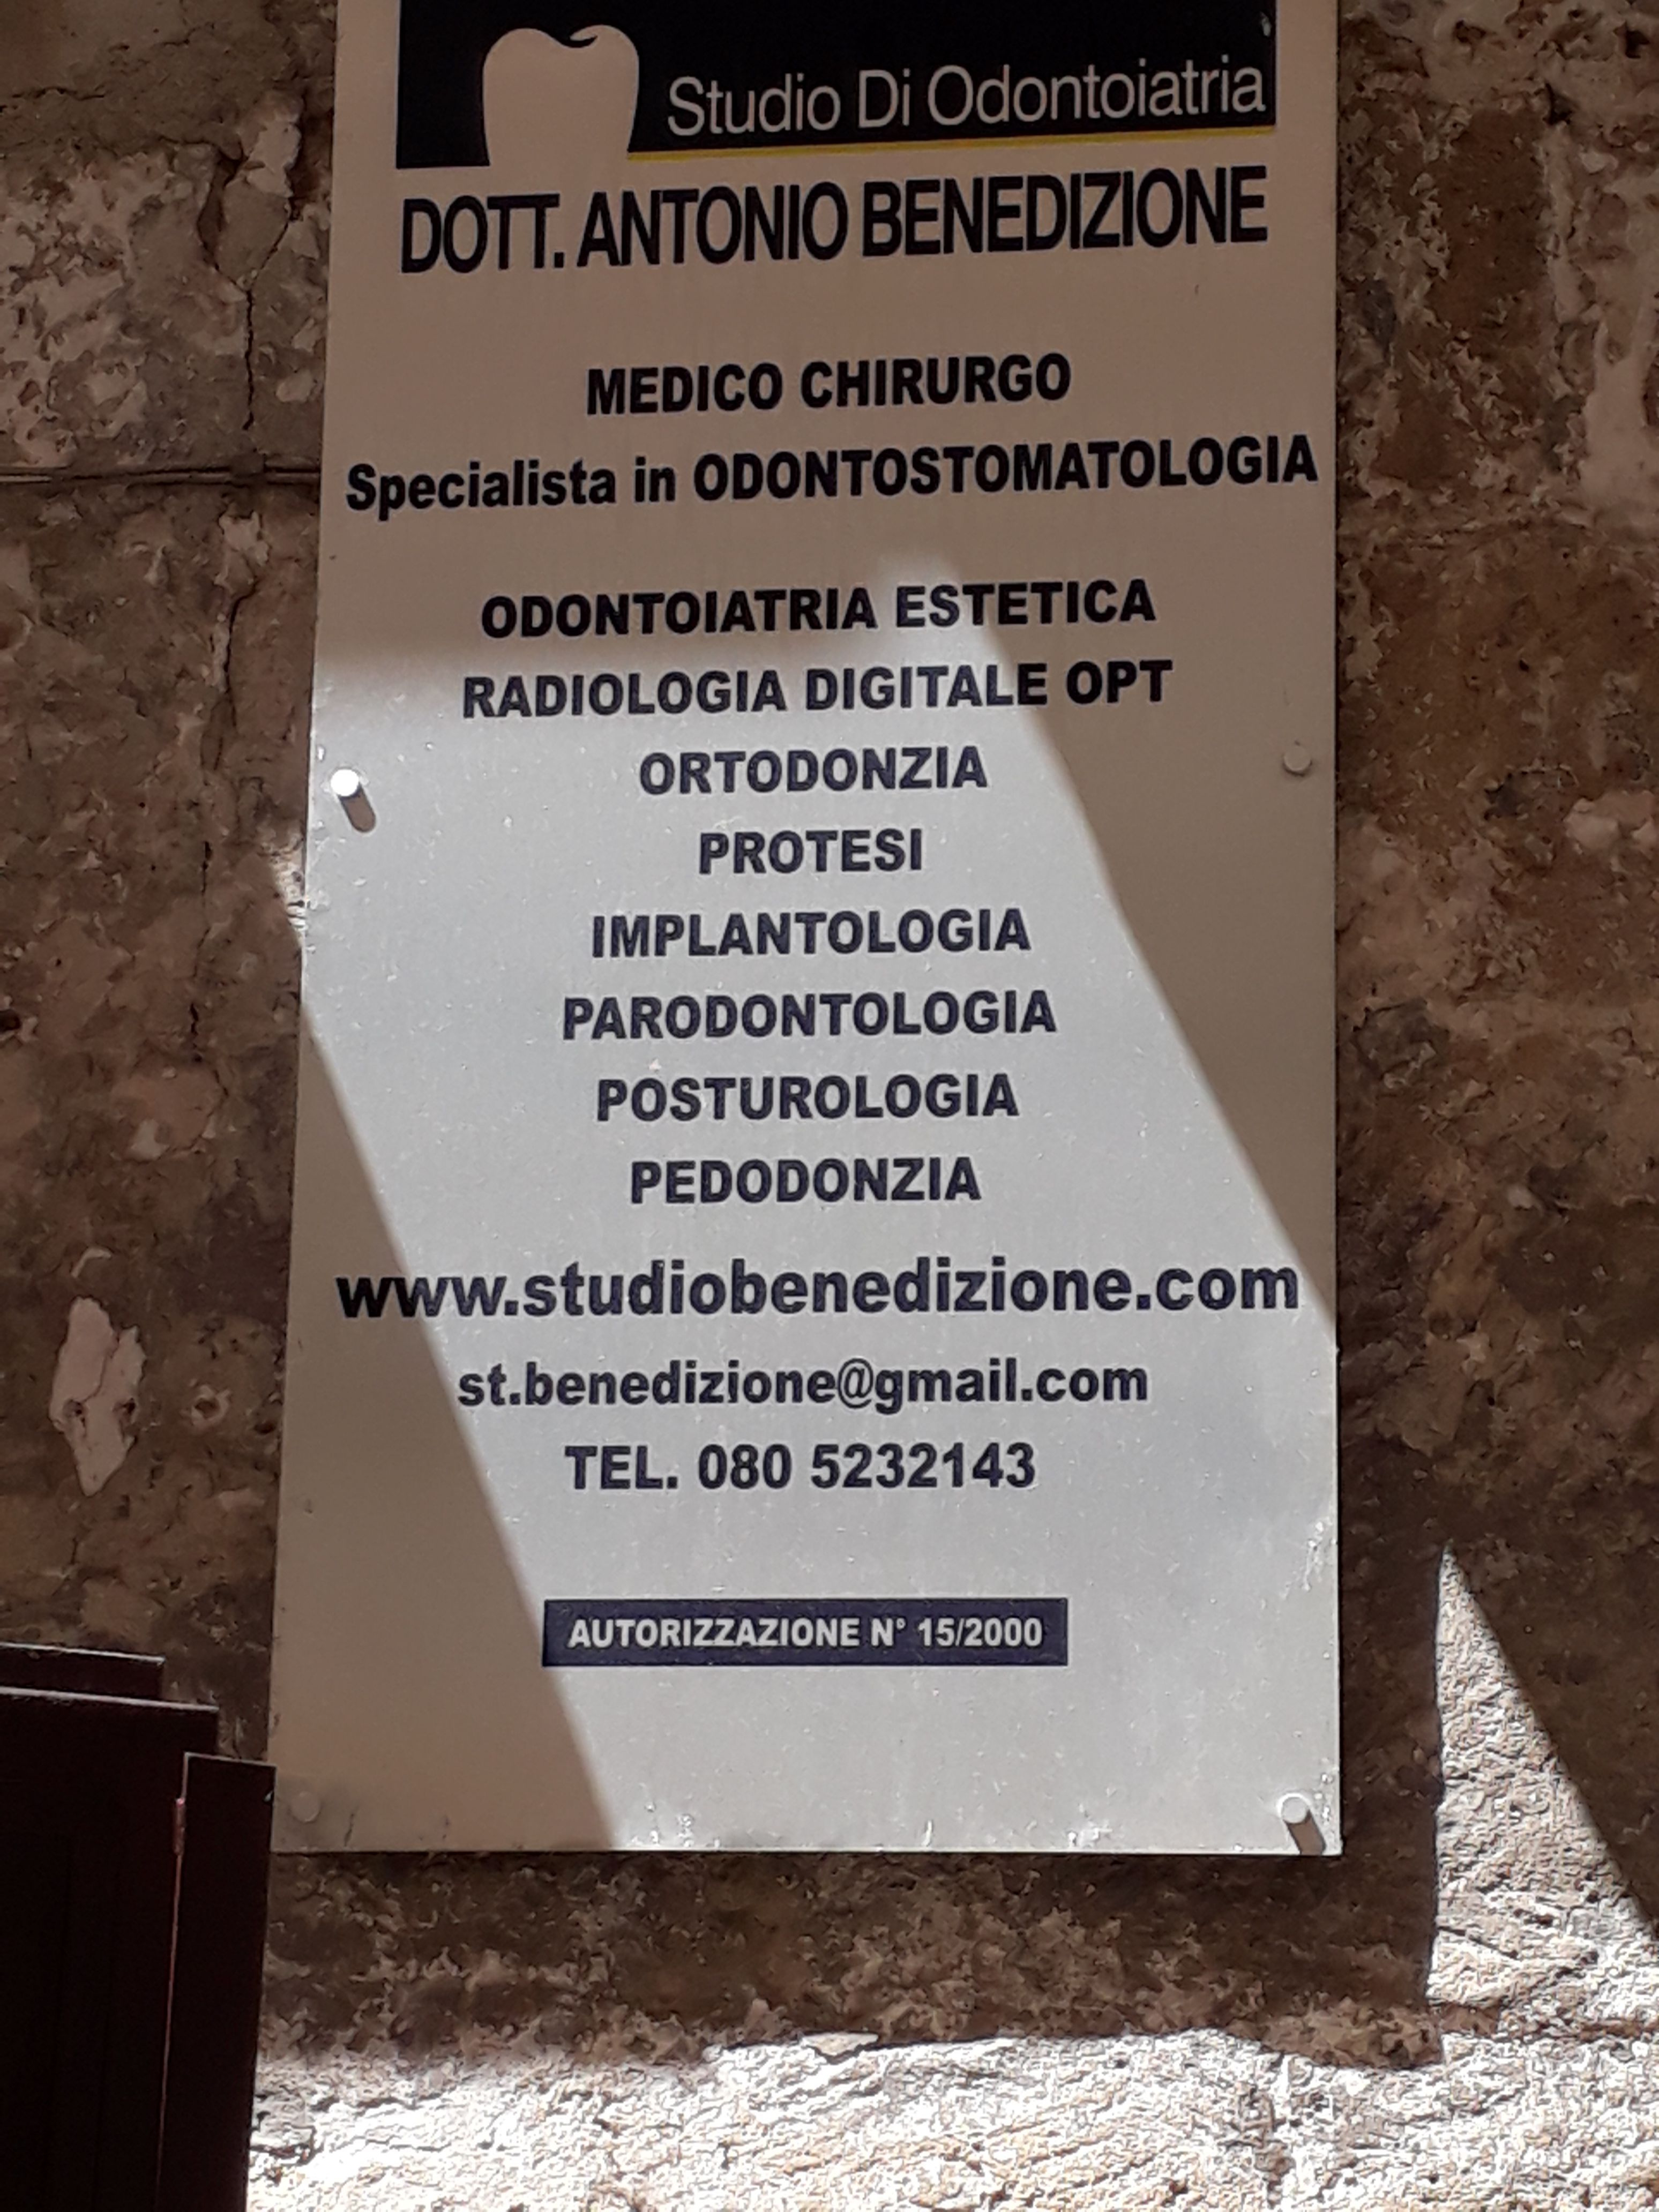 Studio Di Odontoiatria
DOTT. ANTONIO BENEDIZIONE
MEDICO CHIRURGO
Specialista in ODONTOSTOMATOLOGIA
ODONTOIATRIA ESTETICA
RADIOLOGIA DIGITALE OPT
ORTODONZIA
PROTESI
IMPLANTOLOGIA
PARODONTOLOGIA
POSTUROLOGIA
PEDODONZIA
www.studiobenedizione.com
st.benedizione@gmail.com
TEL. 080 5232143
AUTORIZZAZIONE N° 15/2000